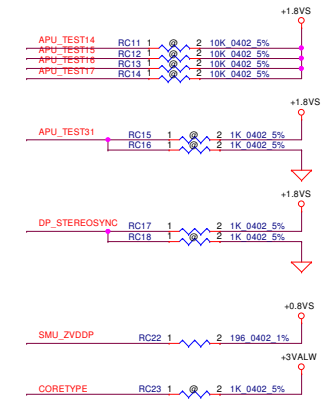 +1.8VS
APU_TEST14 RC11 1 @ 2 10K_0402_5%
APU_TEST15 RC12 1 @ 2 10K_0402_5%
APU_TEST16 RC13 1 @ 2 10K_0402_5%
APU_TEST17 RC14 1 @ 2 10K_0402_5%
+1.8VS
APU_TEST31 RC15 1 @ 2 1K_0402_5%
RC16 1 @ 2 1K_0402_5%
+1.8VS
DP_STEREOSYNC RC17 1 2 1K_0402_5%
RC18 1 @ 2 1K_0402_5%
+0.8VS
SMU_ZVDDP RC22 1 2 196_0402_1%
+3VALW
CORETYPE RC23 1 @ 2 1K_0402_5%